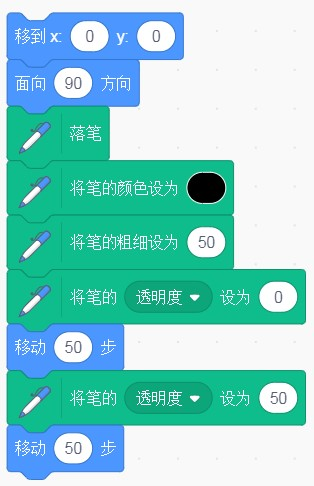 移到 x: 0 y: 0
面向 90 方向
落笔
将笔的颜色设为
将笔的粗细设为 50
将笔的 透明度 设为 0
移动 50 步
将笔的 透明度 设为 50
移动 50 步